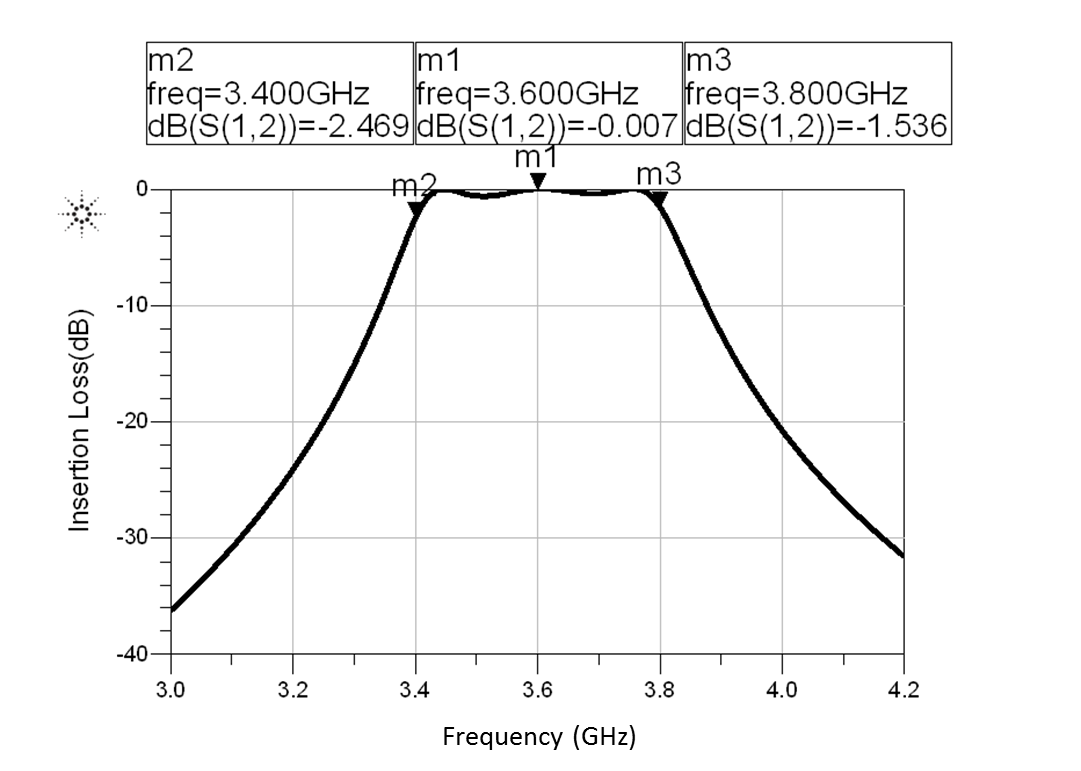 m2
freq=3.400GHz
dB(S(1,2))=-2.469
m1
freq=3.600GHz
dB(S(1,2))=-0.007
m3
freq=3.800GHz
dB(S(1,2))=-1.536
m1
m2
m3
0
-10
-20
-30
-40
Insertion Loss(dB)
3.0 3.2 3.4 3.6 3.8 4.0 4.2
Frequency (GHz)